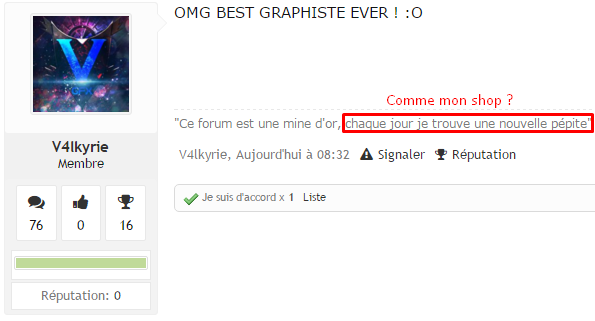 OMG BEST GRAPHISTE EVER ! :O
Comme mon shop ?
"Ce forum est une mine d'or, chaque jour je trouve une nouvelle pépite"
V4lkyrie, Aujourd'hui à 08:32 Signaler Réputation
Je suis d'accord x 1 Liste
V
V4lkyrie
Membre
76 0 16
Réputation: 0